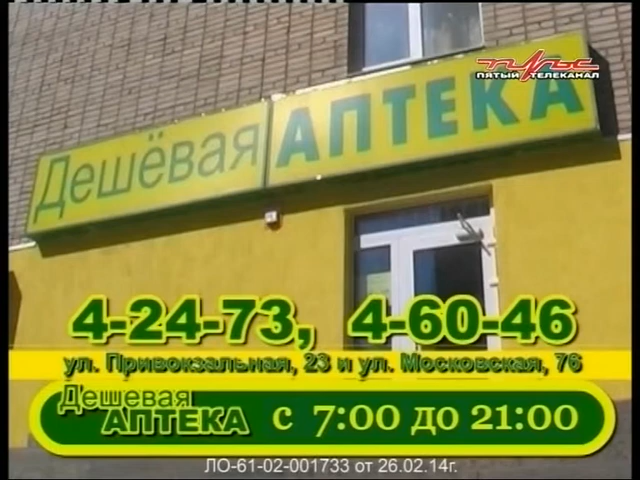 ПУЛЬС
ПЯТЫЙ ТЕЛЕКАНАЛ
Дешёвая АПТЕКА
4-24-73, 4-60-46
ул. Привокзальная, 23 и ул. Московская, 76
Дешевая
АПТЕКА
с 7:00 до 21:00
ЛО-61-02-001733 от 26.02.14г.